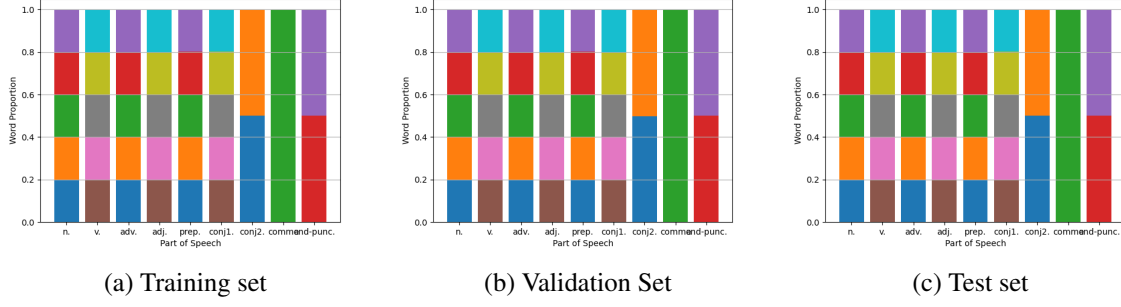 1.0
0.8
0.6
0.4
0.2
0.0
Word Proportion
n. v. adv. adj. prep. conj1. conj2. comma end-punc.
Part of Speech
(a) Training set
1.0
0.8
0.6
0.4
0.2
0.0
Word Proportion
n. v. adv. adj. prep. conj1. conj2. comma end-punc.
Part of Speech
(b) Validation Set
1.0
0.8
0.6
0.4
0.2
0.0
Word Proportion
n. v. adv. adj. prep. conj1. conj2. comma end-punc.
Part of Speech
(c) Test set